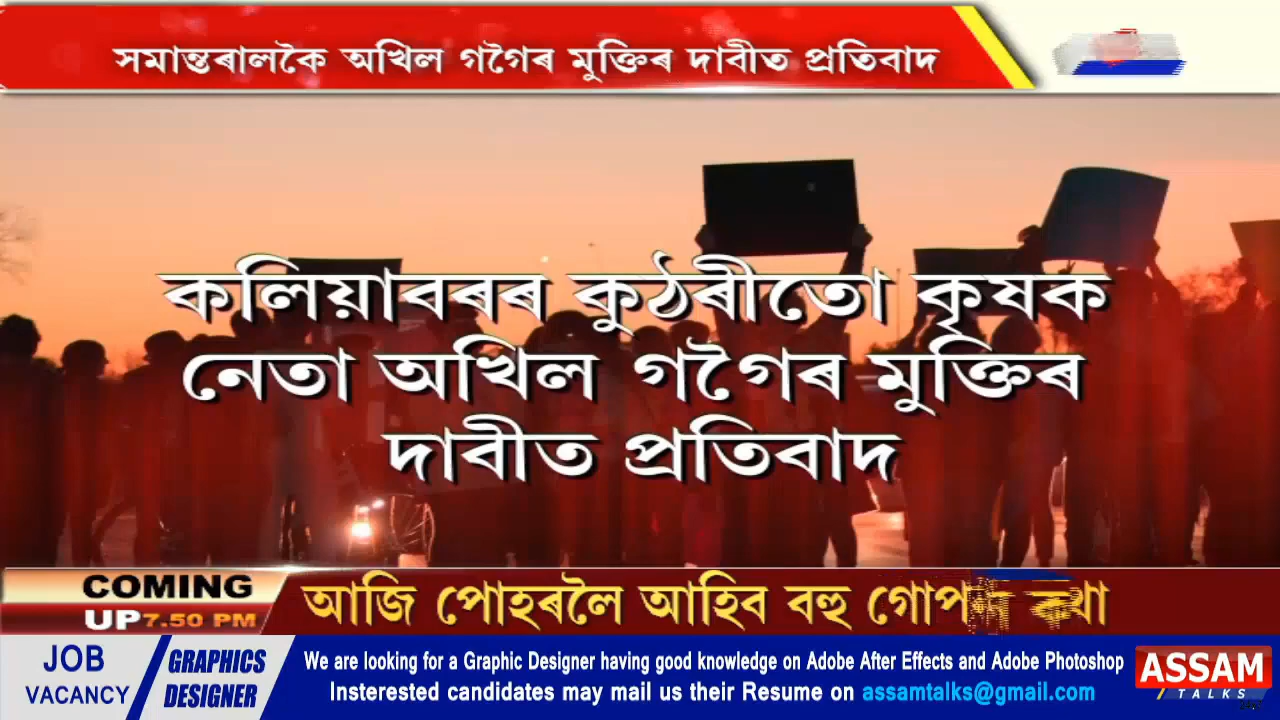 সমান্তৰালকৈ অখিল গগৈৰ মুক্তিৰ দাবীত প্ৰতিবাদ
কলিয়াবৰৰ কুঠৰীতো কৃষক
নেতা অখিল গগৈৰ মুক্তিৰ
দাবীত প্ৰতিবাদ
COMING
UP 7.50 PM
আজি পোহৰলৈ আহিব বহু গোপন কথা
JOB
VACANCY
GRAPHICS
DESIGNER
We are looking for a Graphic Designer having good knowledge on Adobe After Effects and Adobe Photoshop
Insterested candidates may mail us their Resume on assamtalks@gmail.com
ASSAM
TALKS